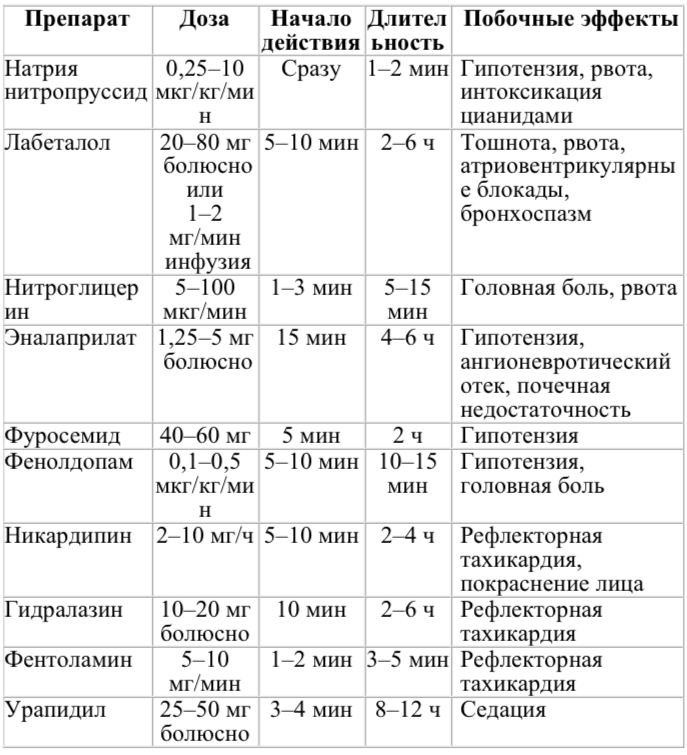 Препарат Доза Начало действия Длител ьность Побочные эффекты
Натрия нитропруссид 0,25–10 мкг/кг/ми н Сразу 1–2 мин Гипотензия, рвота, интоксикация цианидами
Лабеталол 20–80 мг болюсно или 1–2 мг/мин инфузия 5–10 мин 2–6 ч Тошнота, рвота, атриовентрикулярны е блокады, бронхоспазм
Нитроглицер ин 5–100 мкг/мин 1–3 мин 5–15 мин Головная боль, рвота
Эналаприлат 1,25–5 мг болюсно 15 мин 4–6 ч Гипотензия, ангионевротический отек, почечная недостаточность
Фуросемид 40–60 мг 5 мин 2 ч Гипотензия
Фенолдопам 0,1–0,5 мкг/кг/ми н 5–10 мин 10–15 мин Гипотензия, головная боль
Никардипин 2–10 мг/ч 5–10 мин 2–4 ч Рефлекторная тахикардия, покраснение лица
Гидралазин 10–20 мг болюсно 10 мин 2–6 ч Рефлекторная тахикардия
Фентоламин 5–10 мг/мин 1–2 мин 3–5 мин Рефлекторная тахикардия
Урапидил 25–50 мг болюсно 3–4 мин 8–12 ч Седация